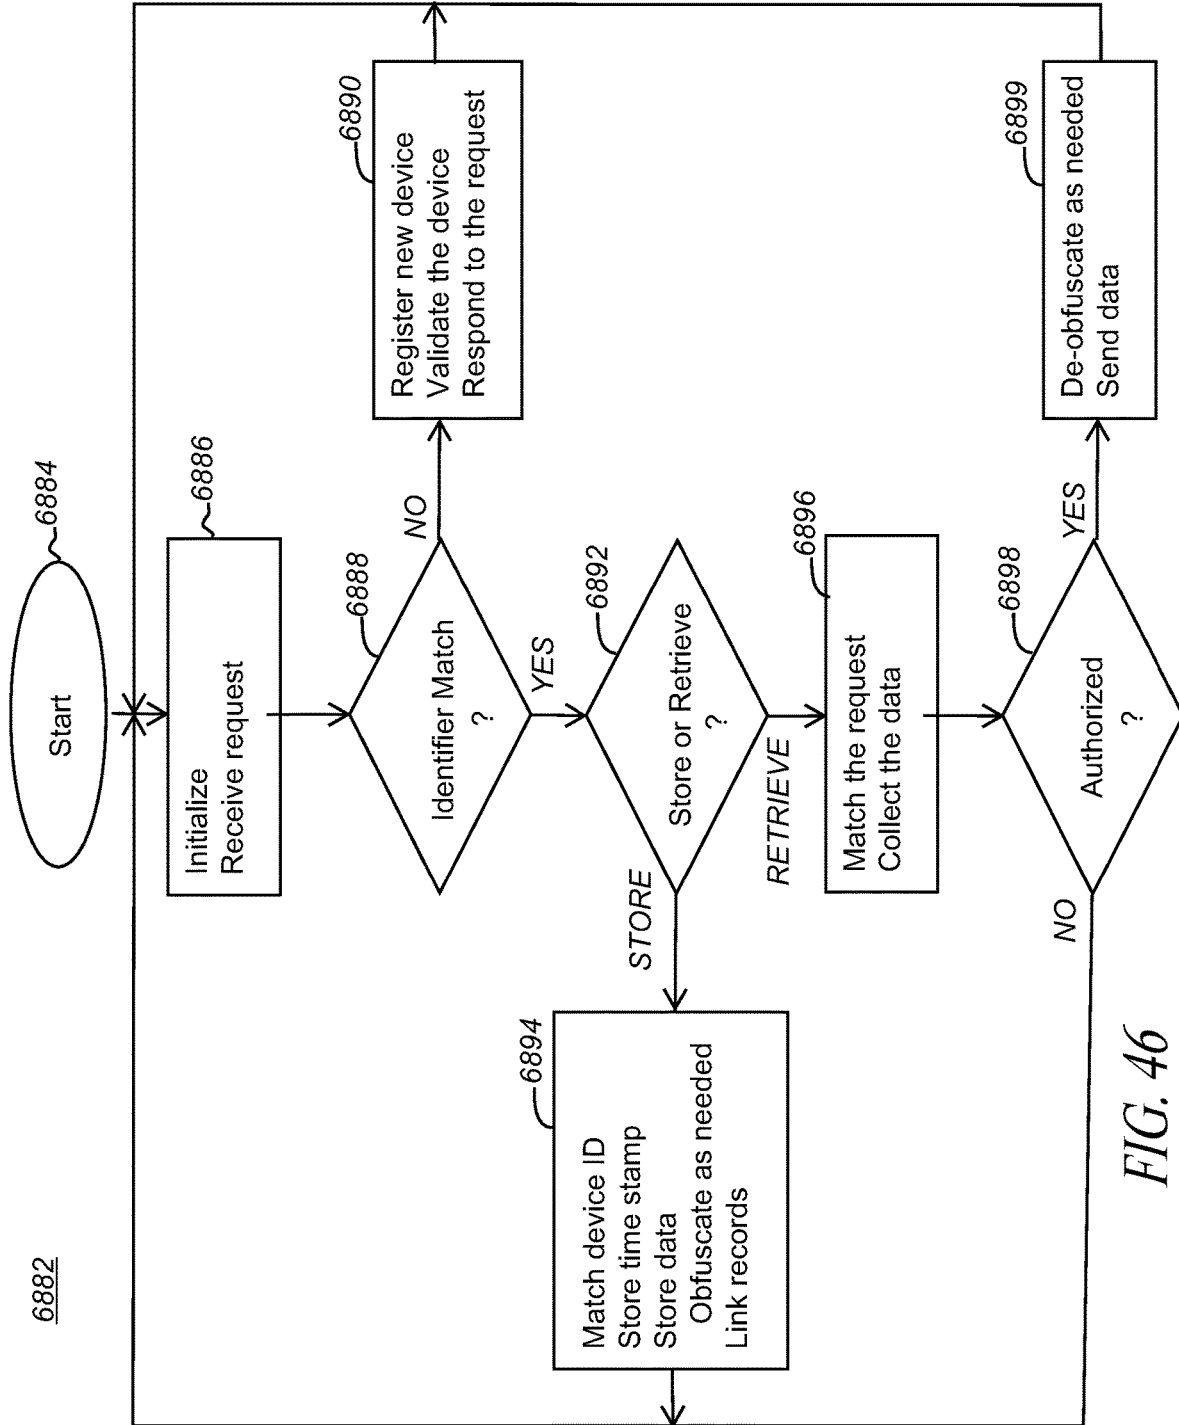 6882
Start
6884
Initialize
Receive request
6886
Identifier Match
?
6888
NO
Register new device
Validate the device
Respond to the request
6890
YES
Store or Retrieve
?
6892
STORE
Match device ID
Store time stamp
Store data
Obfuscate as needed
Link records
6894
RETRIEVE
Match the request
Collect the data
6896
Authorized
?
6898
NO
YES
De-obfuscate as needed
Send data
6899
FIG. 46